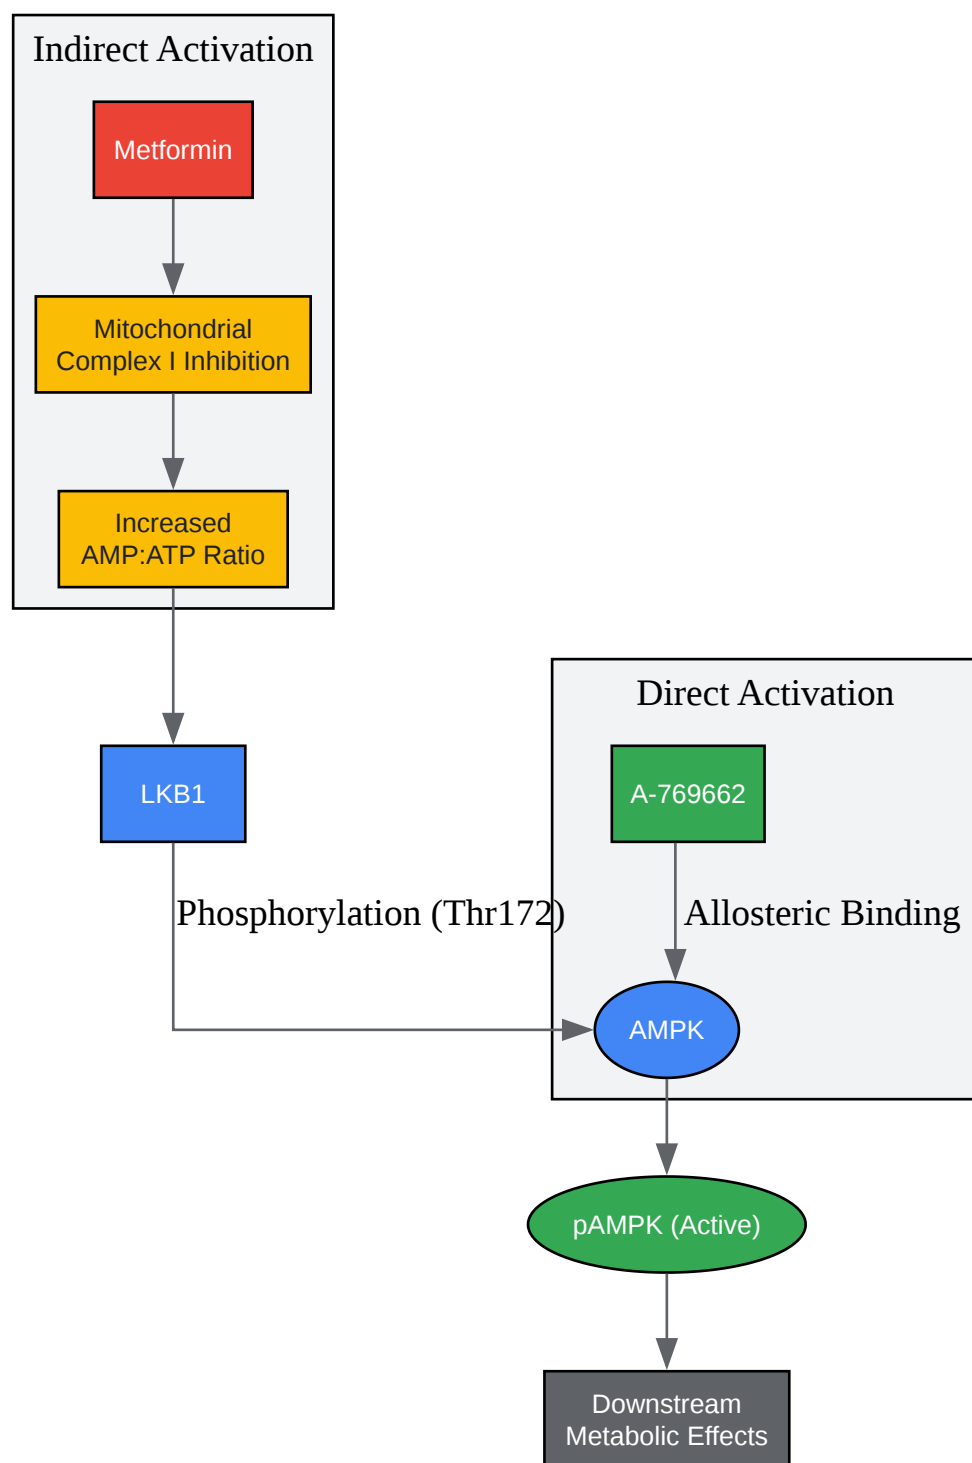 Indirect Activation
Metformin
Mitochondrial
Complex I Inhibition
Increased
AMP:ATP Ratio
Direct Activation
LKB1
A-769662
Phosphorylation (Thr172)
Allosteric Binding
AMPK
pAMPK (Active)
Downstream
Metabolic Effects